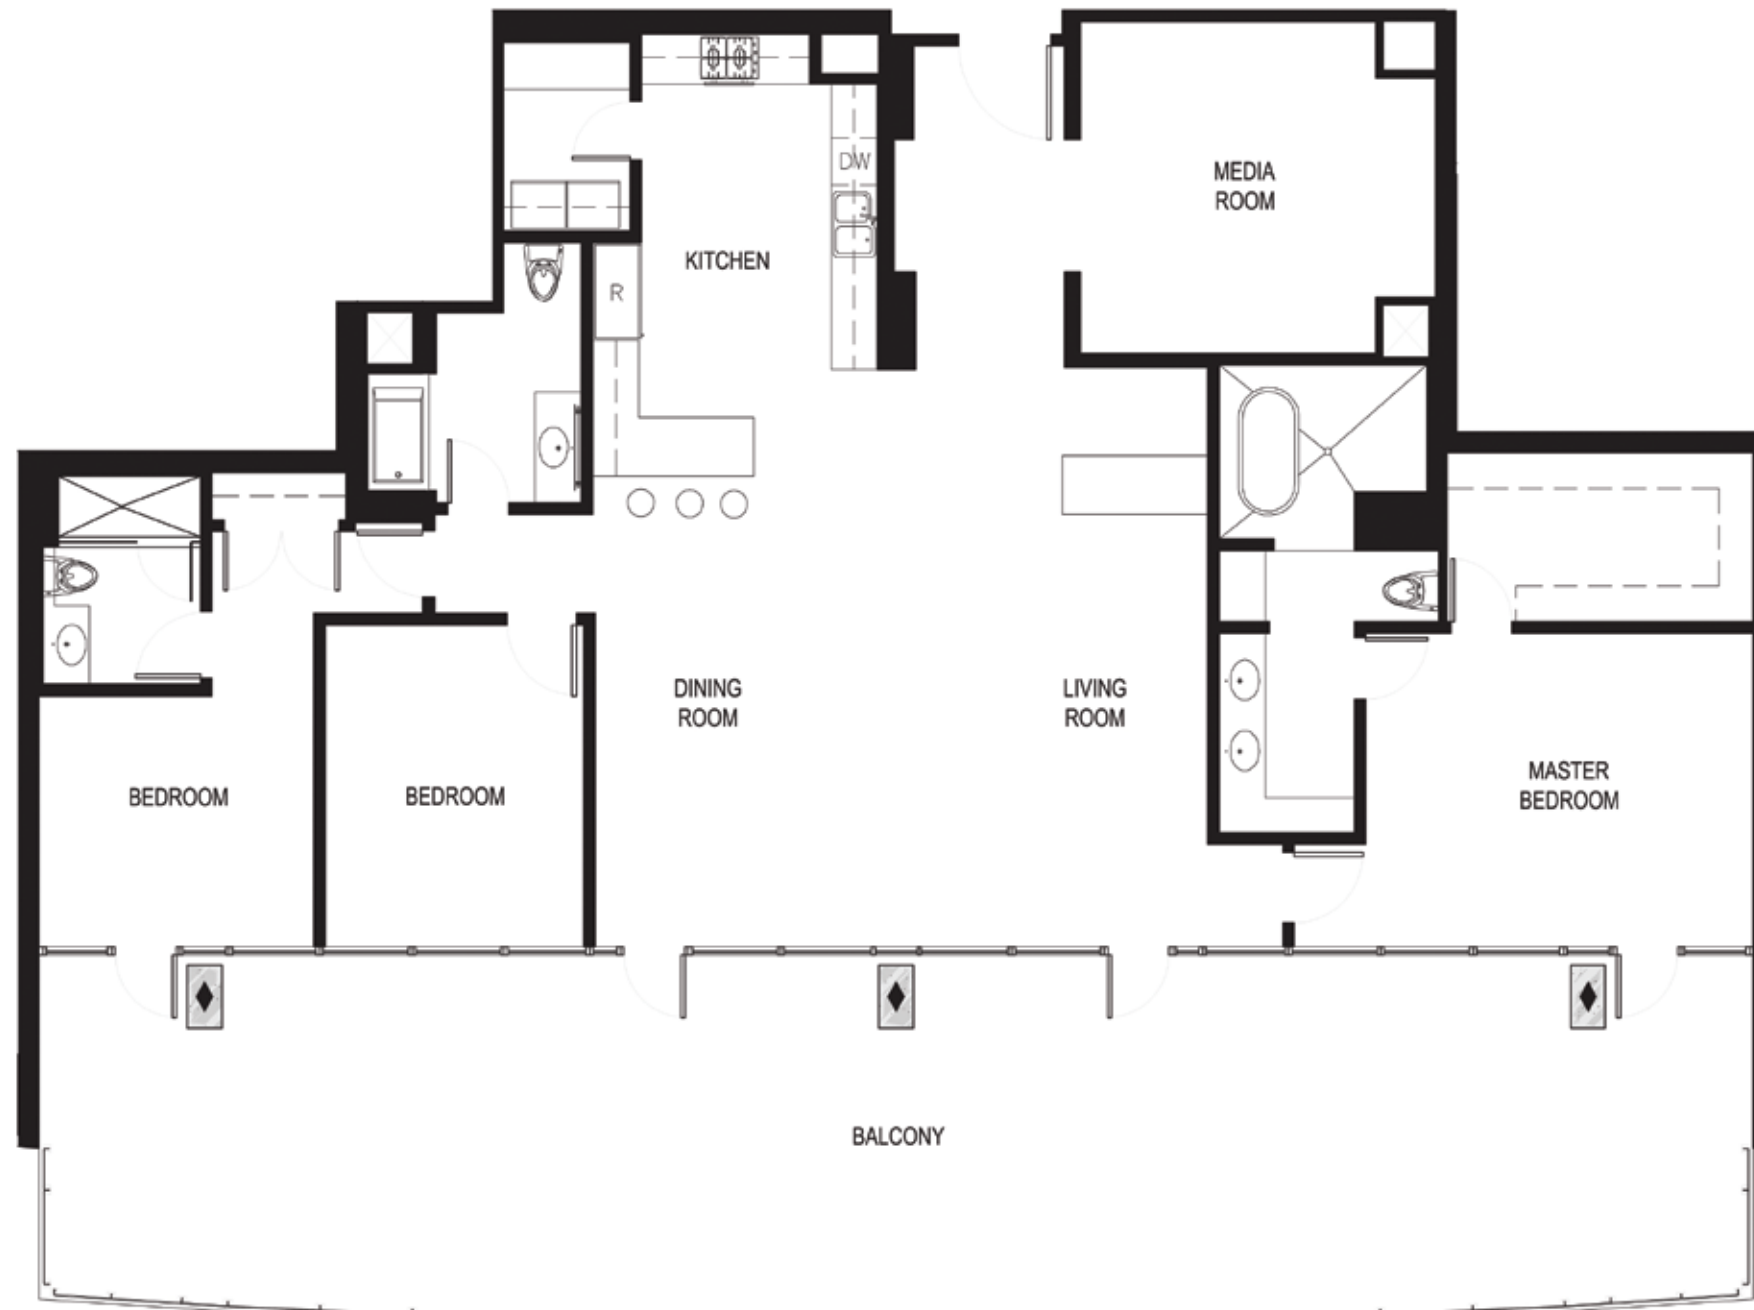 DW
MEDIA
ROOM
KITCHEN
R
DINING
ROOM
LIVING
ROOM
BEDROOM
BEDROOM
MASTER
BEDROOM
BALCONY